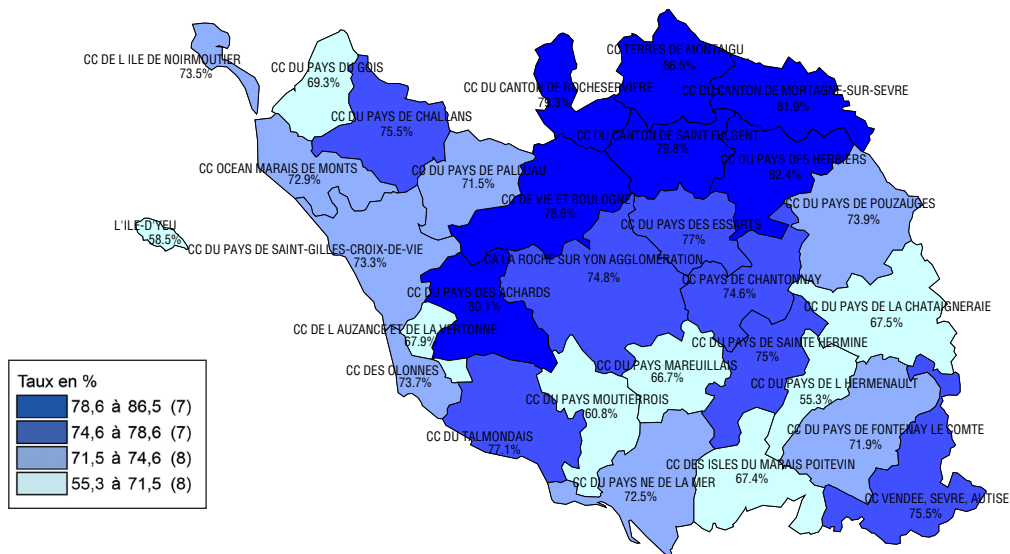 CC DE L ILE DE NOIRMOUTIER
73.5%
CC DU PAYS DU GOIS
69.3%
CC TERRES DE MONTAIGU
86.5%
CC DU CANTON DE ROCHESERVIERE
79.3%
CC DU CANTON DE MORTAGNE-SUR-SEVRE
81.9%
CC DU PAYS DE CHALLANS
75.5%
CC DU CANTON DE SAINT FULGENT
79.8%
CC DU PAYS DES HERBIERS
82.4%
CC OCEAN MARAIS DE MONTS
72.9%
CC DU PAYS DE PALLUAU
71.5%
CC DE VIE ET BOULOGNE
78.6%
CC DU PAYS DE POUZAUGES
73.9%
L'ILE-D'YEU
58.5%
CC DU PAYS DES ESSARTS
77%
CC DU PAYS DE SAINT-GILLES-CROIX-DE-VIE
73.3%
CA LA ROCHE SUR YON AGGLOMERATION
74.8%
CC PAYS DE CHANTONNAY
74.6%
CC DU PAYS DES ACHARDS
80.1%
CC DU PAYS DE LA CHATAIGNERAIE
67.5%
CC DE L AUZANCE ET DE LA VERTONNE
67.9%
CC DU PAYS DE SAINTE HERMINE
75%
CC DES OLONNES
73.7%
CC DU PAYS MAREUILLAIS
66.7%
CC DU PAYS DE L HERMENAULT
55.3%
CC DU PAYS MOUTIERROIS
60.8%
CC DU TALMONDAIS
77.1%
CC DU PAYS DE FONTENAY LE COMTE
71.9%
CC DES ISLES DU MARAIS POITEVIN
67.4%
CC DU PAYS NE DE LA MER
72.5%
CC VENDEE, SEVRE, AUTISE
75.5%
Taux en %
78,6 à 86,5 (7)
74,6 à 78,6 (7)
71,5 à 74,6 (8)
55,3 à 71,5 (8)